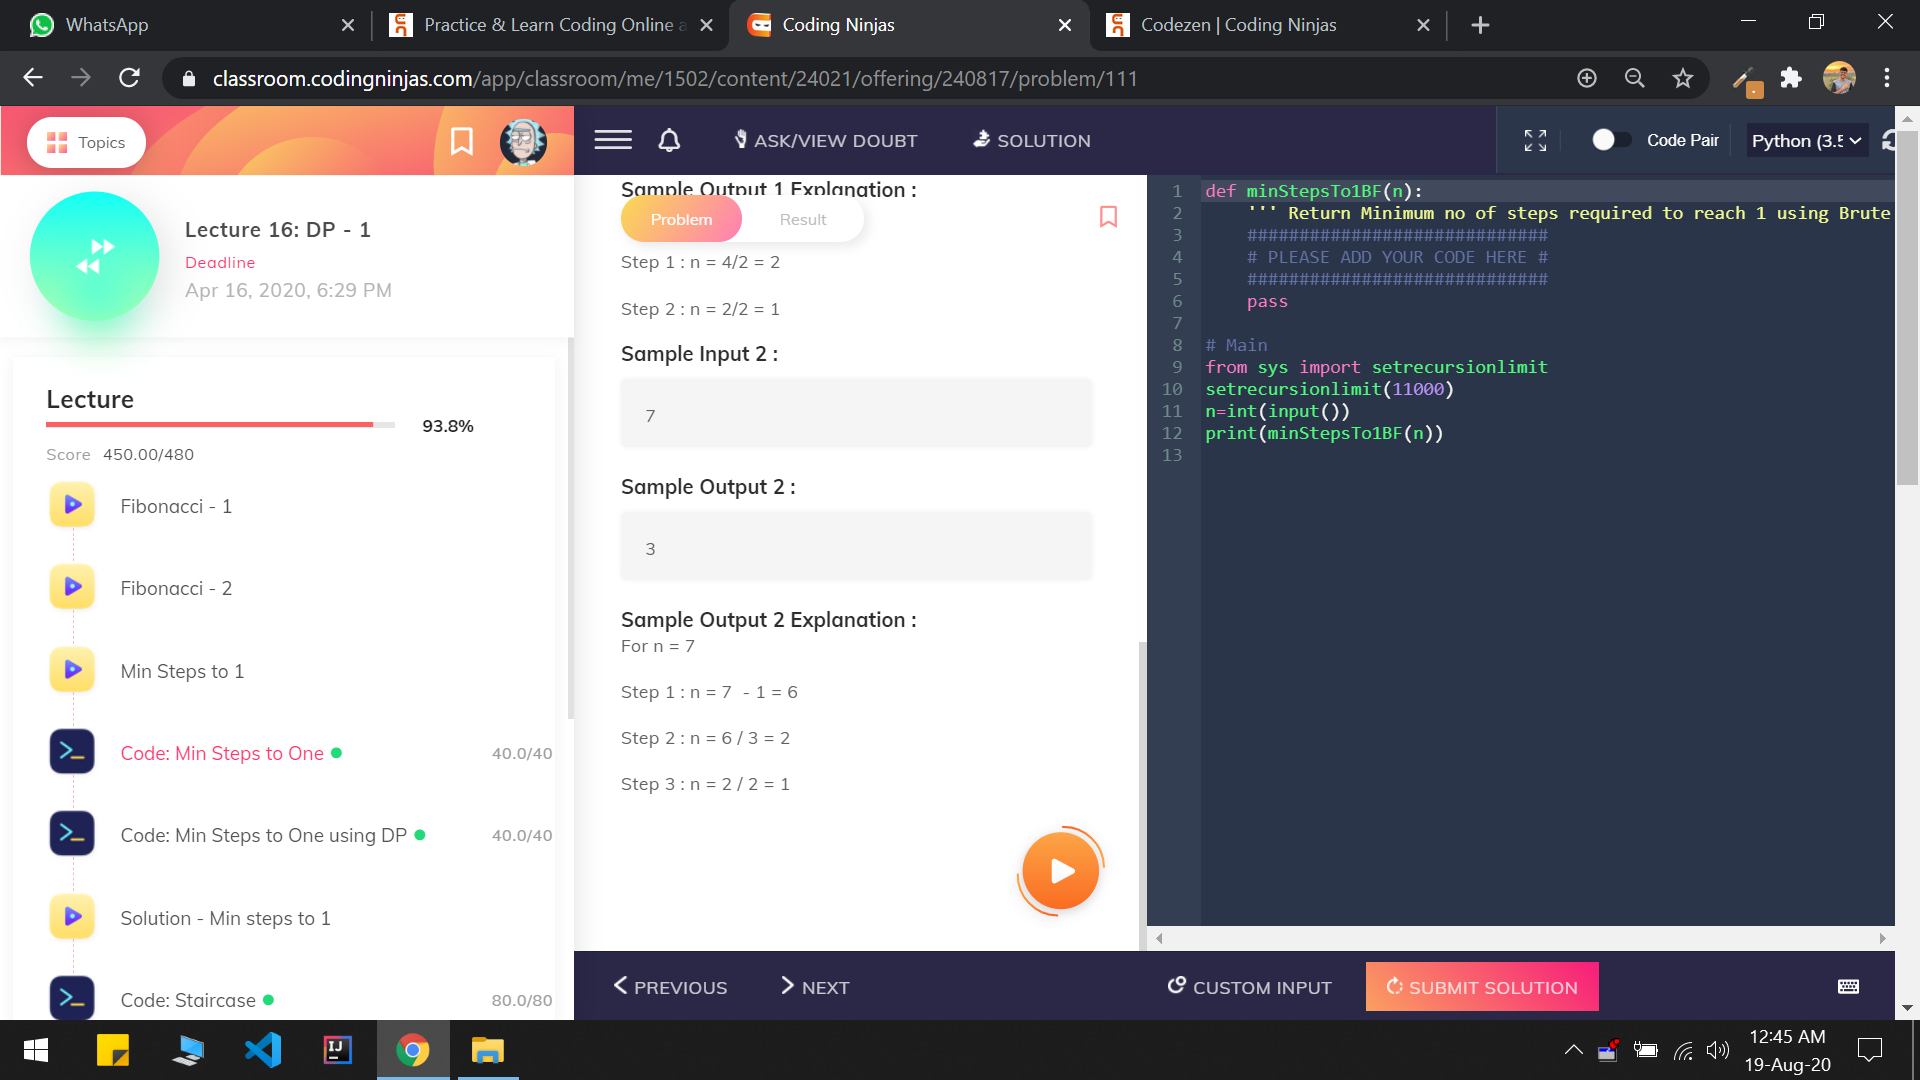 WhatsApp
Practice & Learn Coding Online a
Coding Ninjas
Codezen | Coding Ninjas
classroom.codingninjas.com/app/classroom/me/1502/content/24021/offering/240817/problem/111
Topics
ASK/VIEW DOUBT
SOLUTION
Code Pair
Python (3.5
Lecture 16: DP - 1
Deadline
Apr 16, 2020, 6:29 PM
Lecture
93.8%
Score 450.00/480
Fibonacci - 1
Fibonacci - 2
Min Steps to 1
Code: Min Steps to One
40.0/40
Code: Min Steps to One using DP
40.0/40
Solution - Min steps to 1
Code: Staircase
80.0/80
Sample Output 1 Explanation :
Problem
Result
Step 1 : n = 4/2 = 2
Step 2 : n = 2/2 = 1
Sample Input 2 :
7
Sample Output 2 :
3
Sample Output 2 Explanation :
For n = 7
Step 1 : n = 7  - 1 = 6
Step 2 : n = 6 / 3 = 2
Step 3 : n = 2 / 2 = 1
1 def minStepsTo1BF(n):
2     ''' Return Minimum no of steps required to reach 1 using Brute
3     #############################
4     # PLEASE ADD YOUR CODE HERE #
5     #############################
6     pass
7
8 # Main
9 from sys import setrecursionlimit
10 setrecursionlimit(11000)
11 n=int(input())
12 print(minStepsTo1BF(n))
13
PREVIOUS
NEXT
CUSTOM INPUT
SUBMIT SOLUTION
IJ
12:45 AM
19-Aug-20